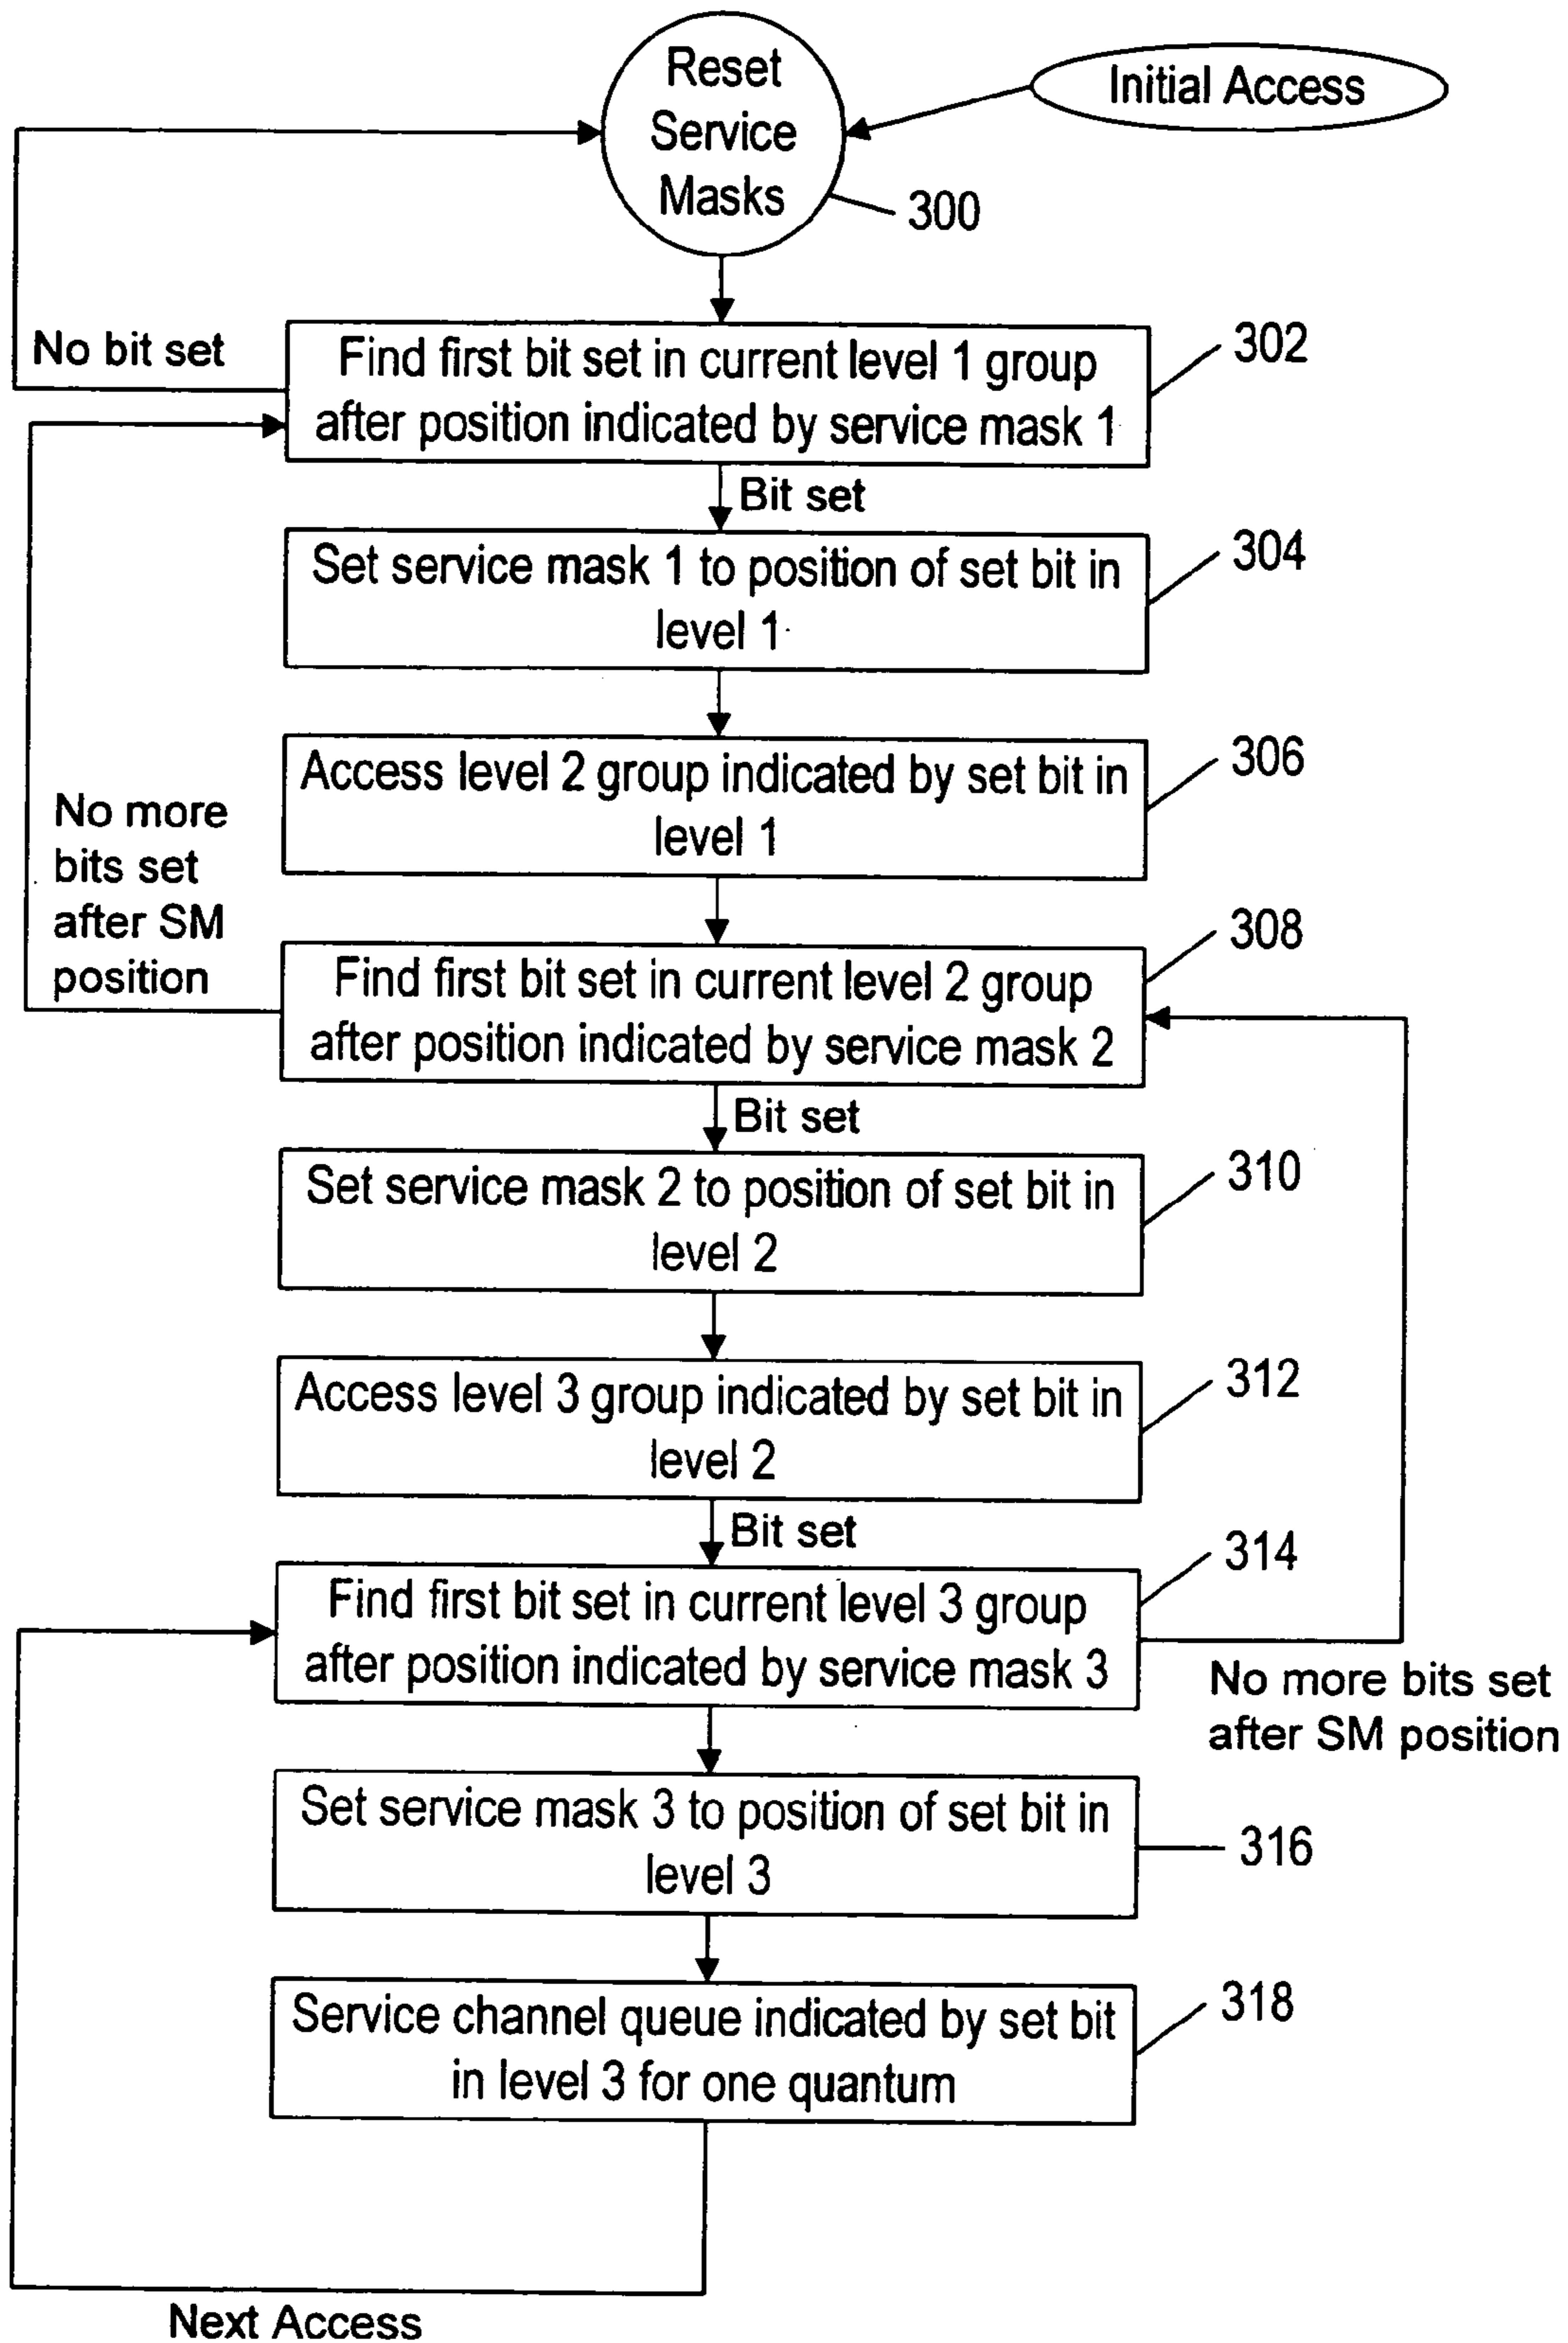 Reset
Service
Masks
Initial Access
300
No bit set
Find first bit set in current level 1 group
after position indicated by service mask 1
302
Bit set
Set service mask 1 to position of set bit in
level 1
304
Access level 2 group indicated by set bit in
level 1
306
No more
bits set
after SM
position
Find first bit set in current level 2 group
after position indicated by service mask 2
308
Bit set
Set service mask 2 to position of set bit in
level 2
310
Access level 3 group indicated by set bit in
level 2
312
Bit set
Find first bit set in current level 3 group
after position indicated by service mask 3
314
No more bits set
after SM position
Set service mask 3 to position of set bit in
level 3
316
Service channel queue indicated by set bit
in level 3 for one quantum
318
Next Access